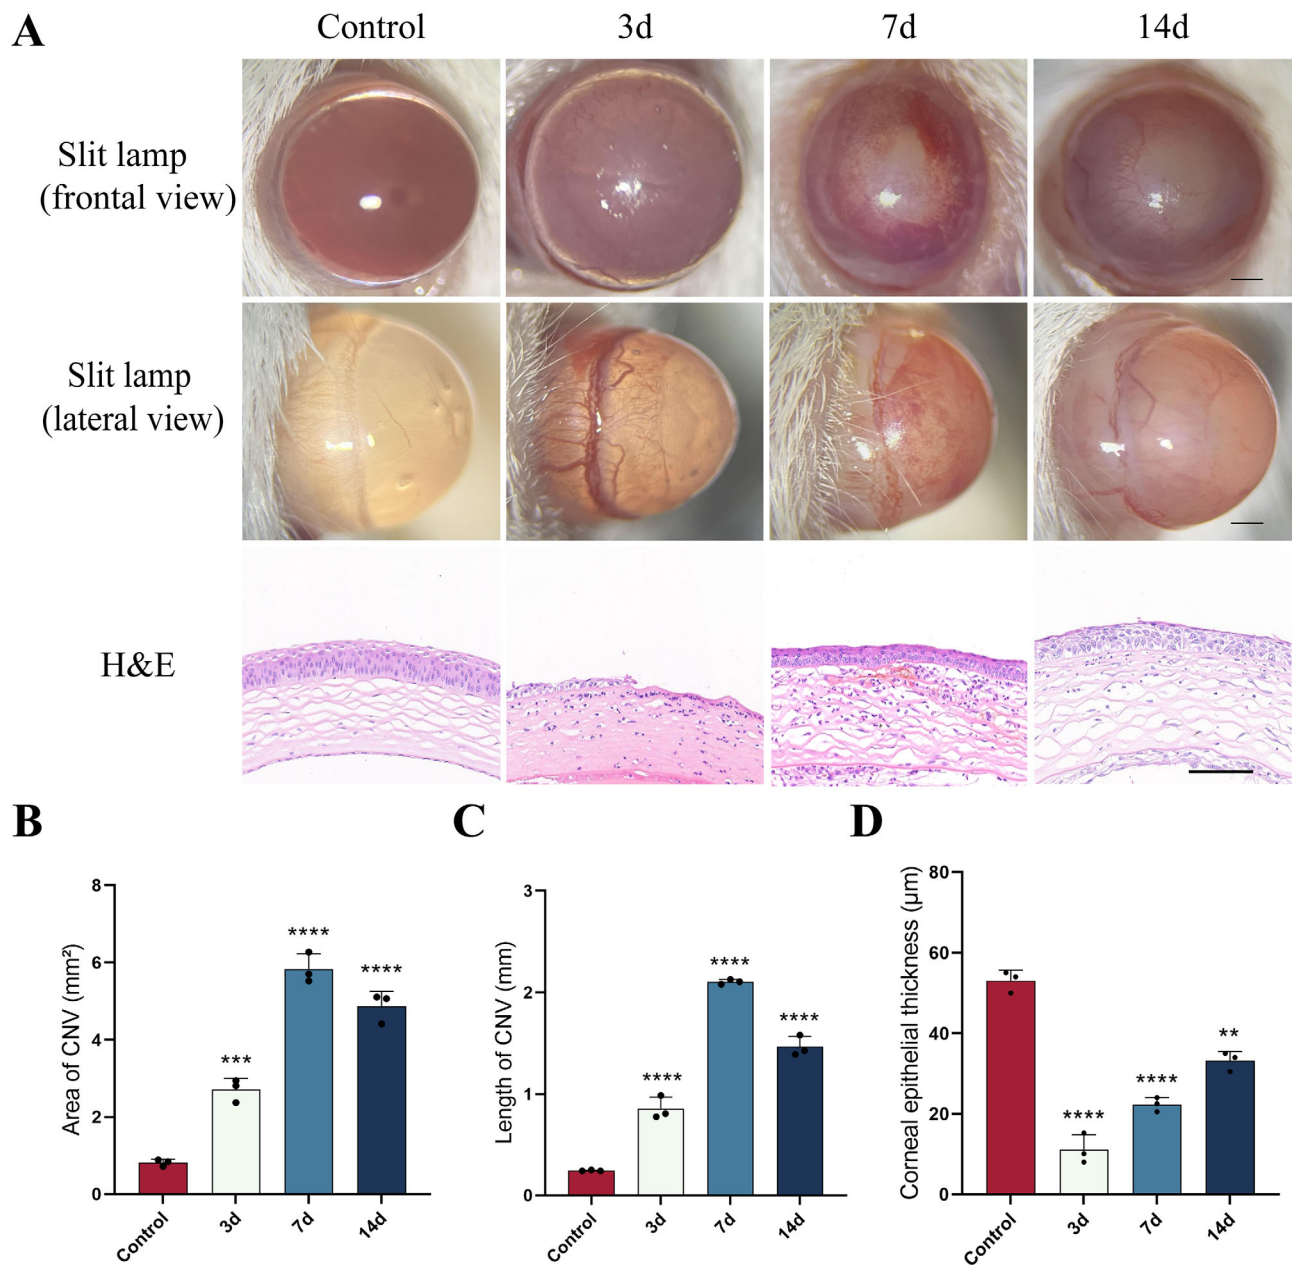 A
Control
3d
7d
14d
Slit lamp
(frontal view)
Slit lamp
(lateral view)
H&E
B
Area of CNV (mm²)
8
6
4
2
0
***
****
****
Control
3d
7d
14d
C
Length of CNV (mm)
3
2
1
0
****
****
****
Control
3d
7d
14d
D
Corneal epithelial thickness (μm)
80
60
40
20
0
****
****
**
Control
3d
7d
14d